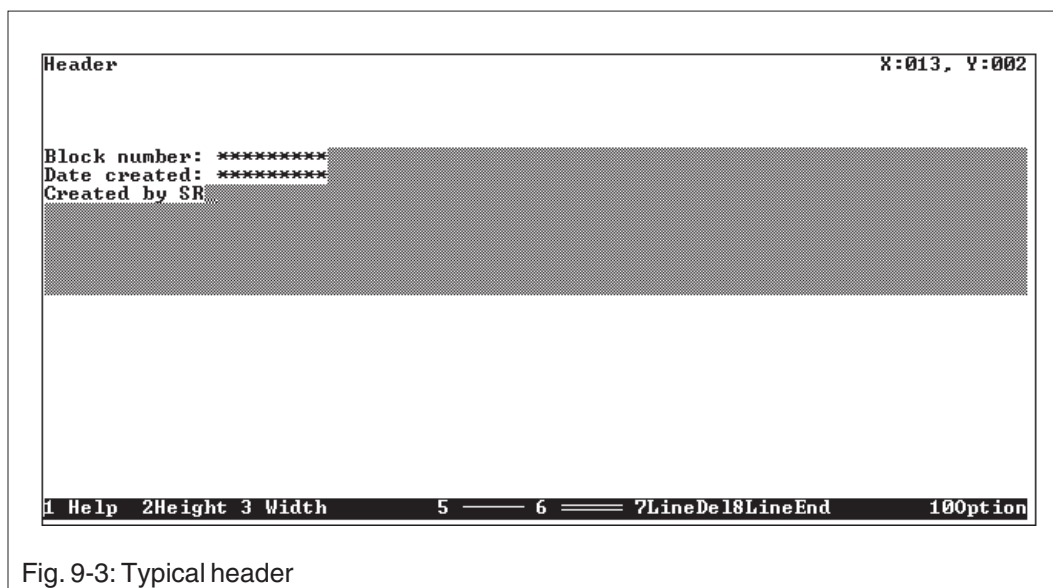 Header X:013, Y:002
Block number: *********
Date created: *********
Created by SR_
1 Help 2Height 3 Width 5 ─── 6 ═══ 7LineDel8LineEnd 10Option
Fig. 9-3: Typical header